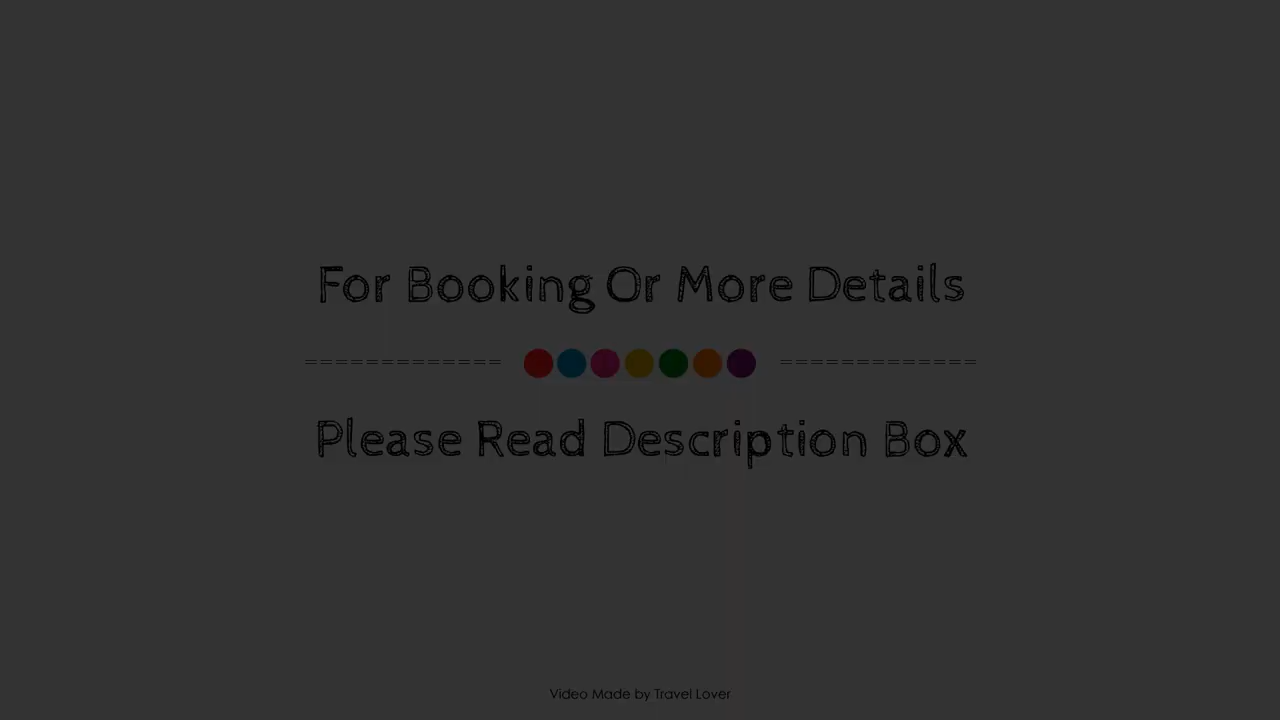 For Booking Or More Details
============= =============
Please Read Description Box
Video Made by Travel Lover